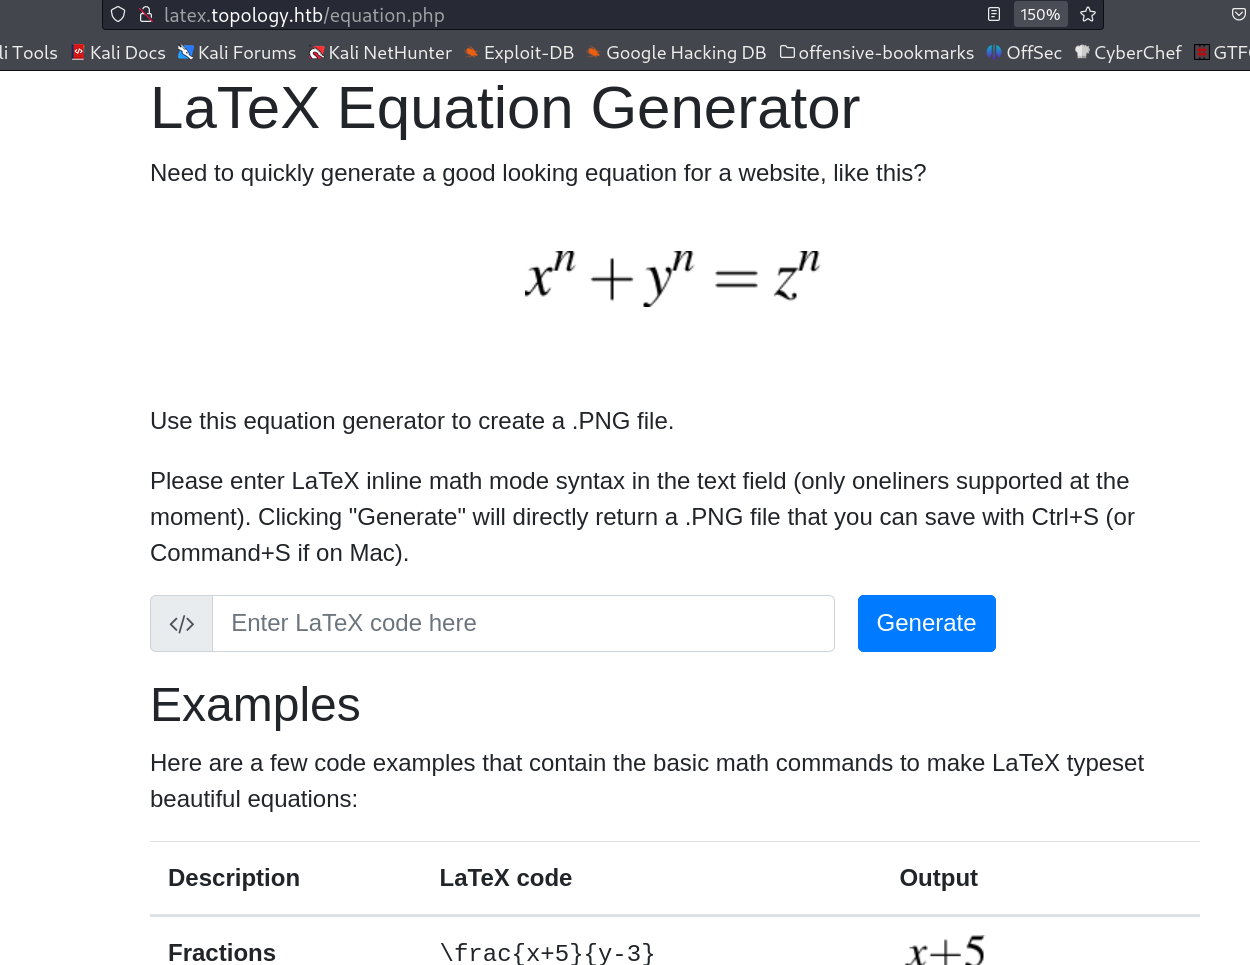 latex.topology.htb/equation.php 150%
li Tools Kali Docs Kali Forums Kali NetHunter Exploit-DB Google Hacking DB offensive-bookmarks OffSec CyberChef GTF
LaTeX Equation Generator
Need to quickly generate a good looking equation for a website, like this?
xⁿ + yⁿ = zⁿ
Use this equation generator to create a .PNG file.
Please enter LaTeX inline math mode syntax in the text field (only oneliners supported at the
moment). Clicking "Generate" will directly return a .PNG file that you can save with Ctrl+S (or
Command+S if on Mac).
</> Enter LaTeX code here Generate
Examples
Here are a few code examples that contain the basic math commands to make LaTeX typeset
beautiful equations:
Description LaTeX code Output
Fractions \frac{x+5}{y-3} x+5